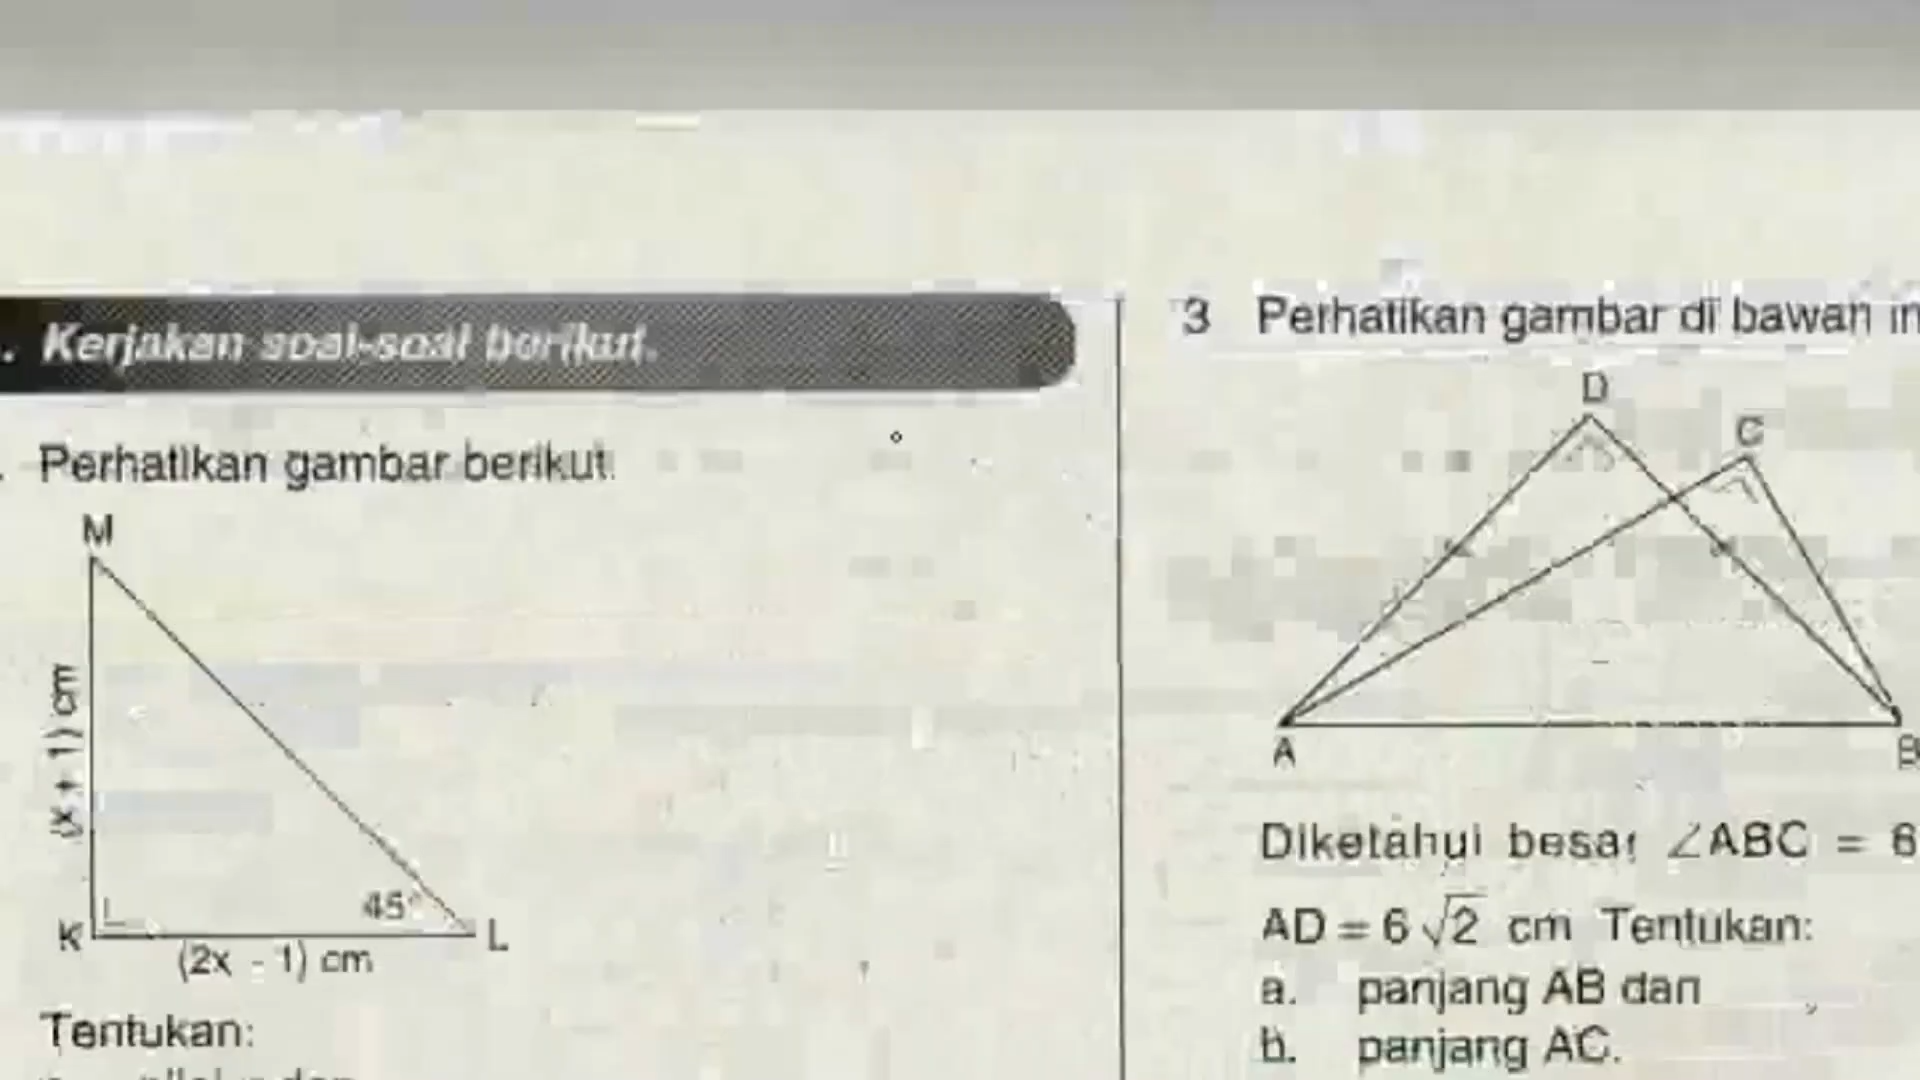 . Kerjakan soal-soal berikut.
. Perhatikan gambar berikut.
M
(x + 1) cm
45°
K
L
(2x - 1) cm
Tentukan:
3 Perhatikan gambar di bawah in
D
C
A
B
Diketahui besar ∠ABC = 6
AD = 6 √2 cm Tentukan:
a. panjang AB dan
b. panjang AC.